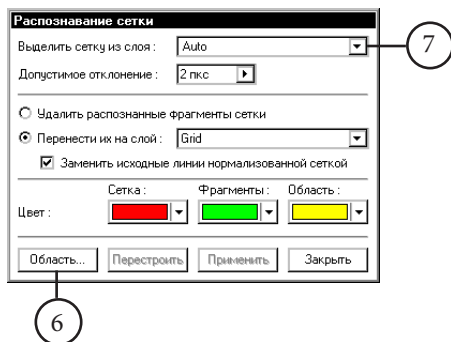 Распознавание сетки
Выделить сетку из слоя : Auto
7
Допустимое отклонение : 2 пкс
Удалить распознанные фрагменты сетки
Перенести их на слой : Grid
Заменить исходные линии нормализованной сеткой
Сетка : Фрагменты : Область :
Цвет :
Область... Перестроить Применить Закрыть
6